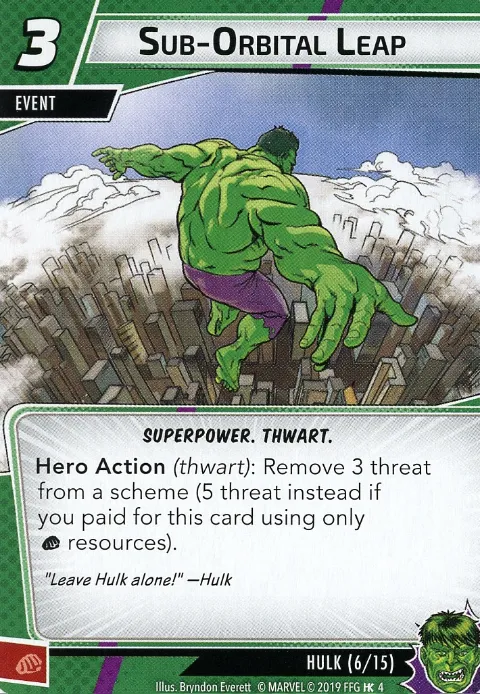 3
Sub-Orbital Leap
EVENT
SUPERPOWER. THWART.
Hero Action (thwart): Remove 3 threat
from a scheme (5 threat instead if
you paid for this card using only
resources).
"Leave Hulk alone!" —Hulk
HULK (6/15)
Illus. Bryndon Everett © MARVEL © 2019 FFG HK 4